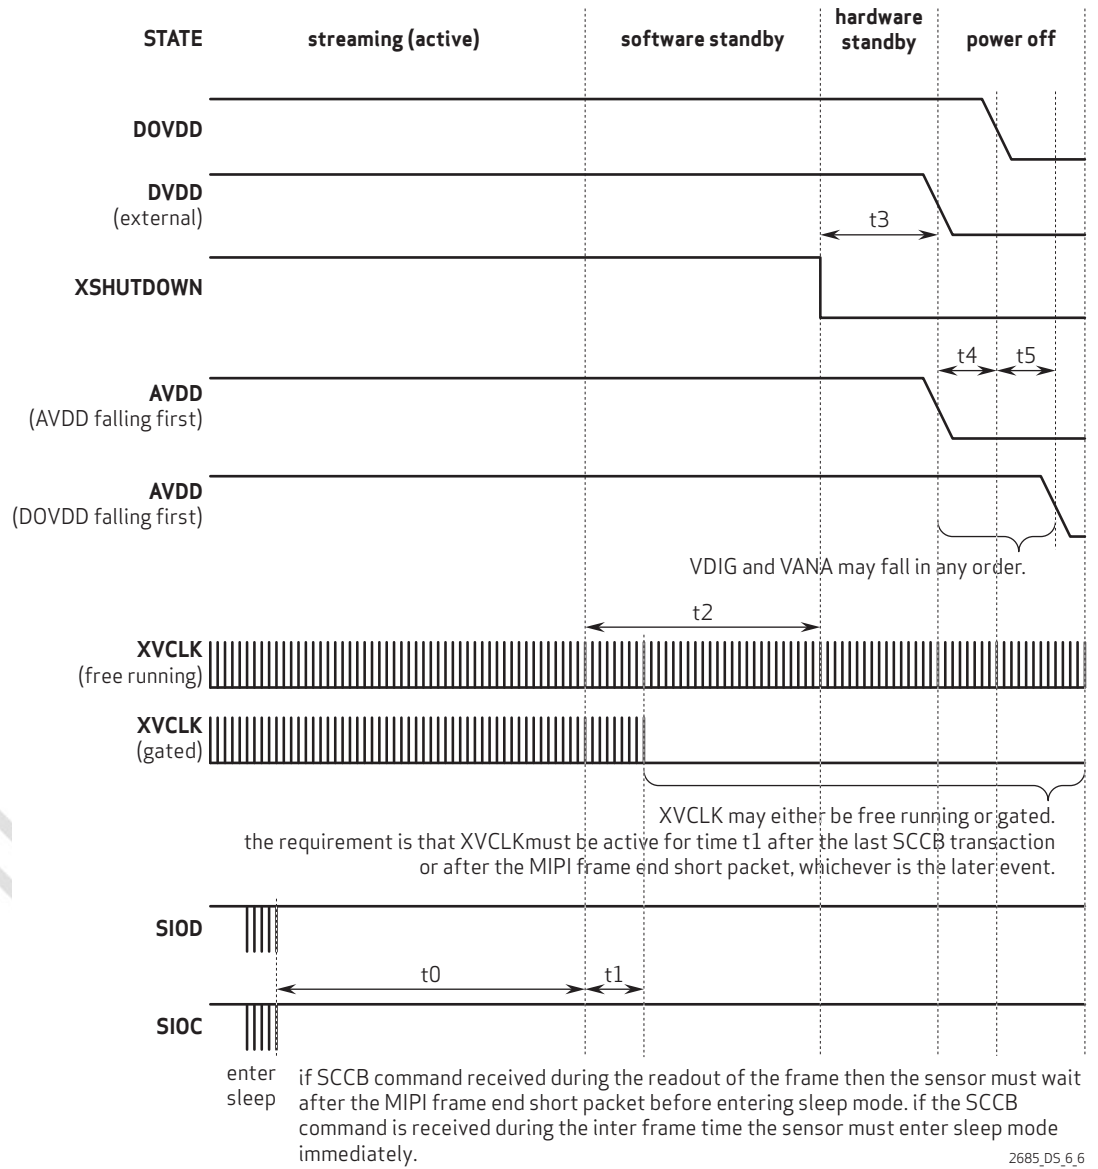 STATE
streaming (active)
software standby
hardware
standby
power off
DOVDD
DVDD
(external)
t3
XSHUTDOWN
t4
t5
AVDD
(AVDD falling first)
AVDD
(DOVDD falling first)
VDIG and VANA may fall in any order.
t2
XVCLK
(free running)
XVCLK
(gated)
XVCLK may either be free running or gated.
the requirement is that XVCLKmust be active for time t1 after the last SCCB transaction
or after the MIPI frame end short packet, whichever is the later event.
SIOD
t0
t1
SIOC
enter
sleep
if SCCB command received during the readout of the frame then the sensor must wait
after the MIPI frame end short packet before entering sleep mode. if the SCCB
command is received during the inter frame time the sensor must enter sleep mode
immediately.
2685_DS_6_6